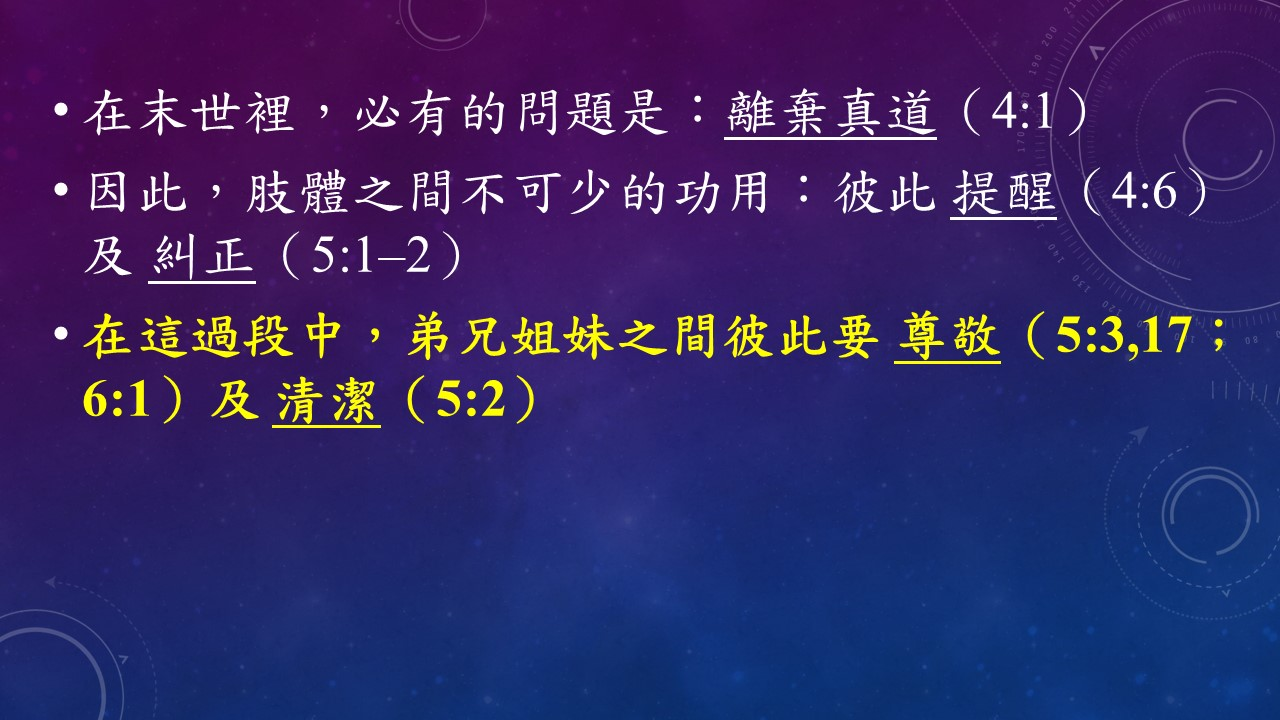 • 在末世裡，必有的問題是：離棄真道（4:1）
• 因此，肢體之間不可少的功用：彼此 提醒（4:6）
及 糾正（5:1–2）
• 在這過段中，弟兄姐妹之間彼此要 尊敬（5:3,17；
6:1）及 清潔（5:2）